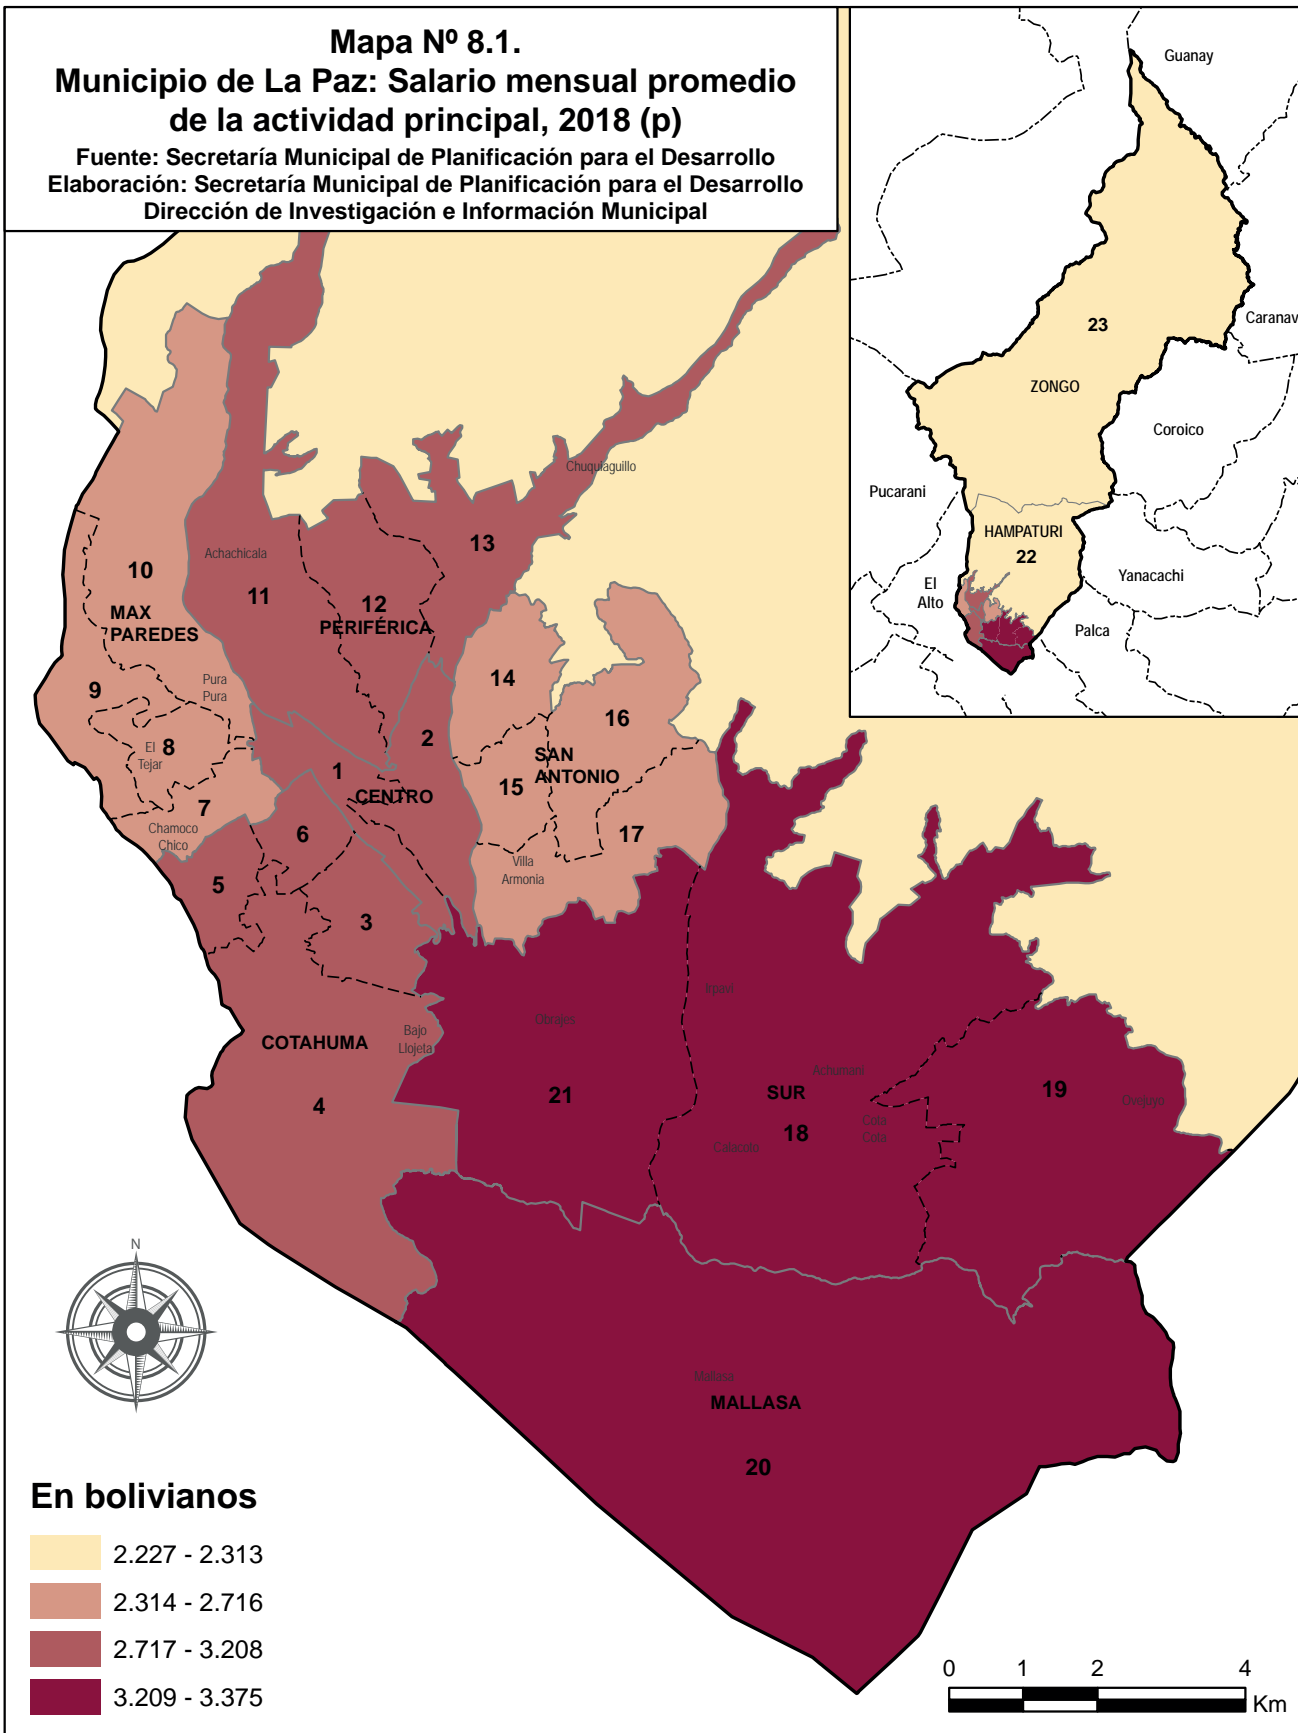 Mapa Nº 8.1.
Municipio de La Paz: Salario mensual promedio
de la actividad principal, 2018 (p)
Fuente: Secretaría Municipal de Planificación para el Desarrollo
Elaboración: Secretaría Municipal de Planificación para el Desarrollo
Dirección de Investigación e Información Municipal
Guanay
23
Caranav
ZONGO
Coroico
Pucarani
HAMPATURI
22
El
Alto
Yanacachi
Palca
Chuquiaguillo
13
Achachicala
10
11
12
MAX
PAREDES
PERIFÉRICA
9
Pura
Pura
14
16
2
8
El
Tejar
SAN
ANTONIO
1
15
CENTRO
7
Chamoco
Chico
6
17
Villa
Armonia
5
3
Irpavi
Obrajes
COTAHUMA
Bajo
Llojeta
4
21
Achumani
SUR
19
Ovejuyo
18
Cota
Cota
Calacoto
N
Mallasa
MALLASA
20
En bolivianos
2.227 - 2.313
2.314 - 2.716
2.717 - 3.208
3.209 - 3.375
0 1 2 4
Km